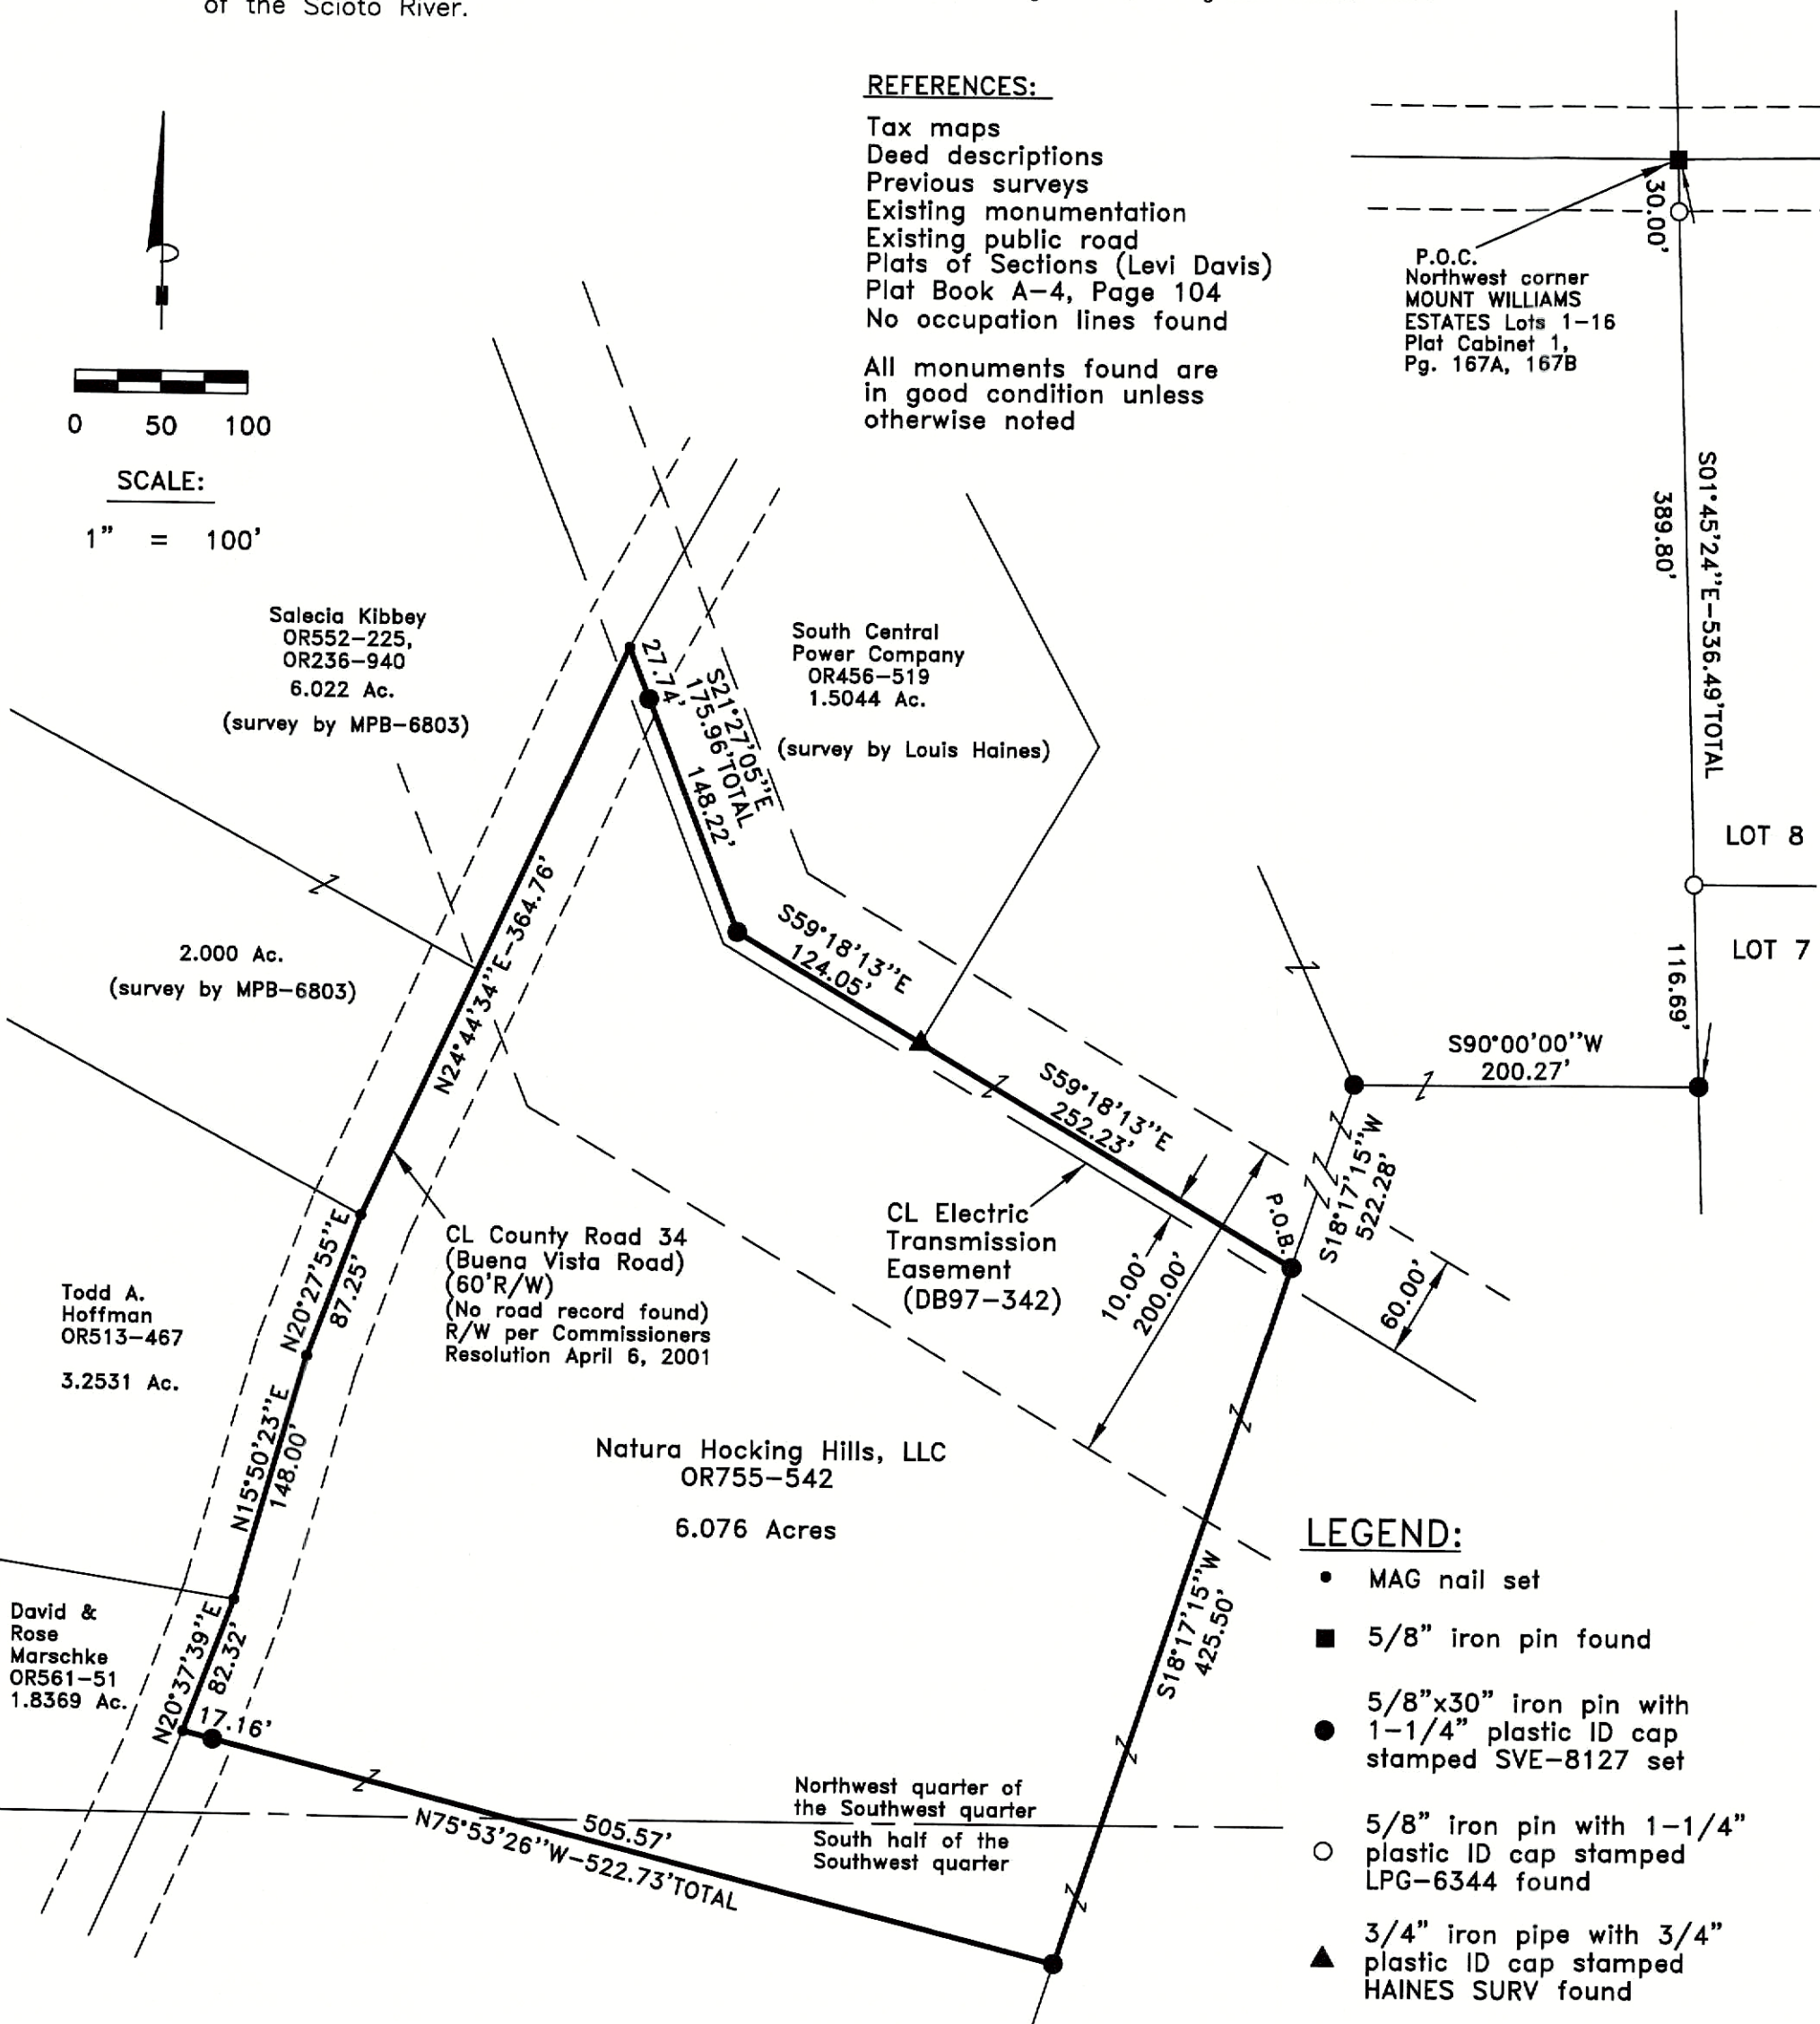 of the Scioto River.
REFERENCES:
Tax maps
Deed descriptions
Previous surveys
Existing monumentation
Existing public road
Plats of Sections (Levi Davis)
Plat Book A-4, Page 104
No occupation lines found
All monuments found are
in good condition unless
otherwise noted
0 50 100
SCALE:
1" = 100'
30.00'
P.O.C.
Northwest corner
MOUNT WILLIAMS
ESTATES Lots 1-16
Plat Cabinet 1,
Pg. 167A, 167B
S01°45'24"E-536.49'TOTAL
389.80'
LOT 8
LOT 7
116.69'
S90°00'00"W
200.27'
S18°17'15"W
522.28'
Salecia Kibbey
OR552-225,
OR236-940
6.022 Ac.
(survey by MPB-6803)
27.74'
S21°27'05"E
175.96'TOTAL
148.22'
South Central
Power Company
OR456-519
1.5044 Ac.
(survey by Louis Haines)
2.000 Ac.
(survey by MPB-6803)
N24°44'34"E-364.76'
S59°18'13"E
124.05'
S59°18'13"E
252.23'
P.O.B.
CL Electric
Transmission
Easement
(DB97-342)
10.00'
200.00'
60.00'
CL County Road 34
(Buena Vista Road)
(60'R/W)
(No road record found)
R/W per Commissioners
Resolution April 6, 2001
N20°27'55"E
87.25'
Todd A.
Hoffman
OR513-467
3.2531 Ac.
N15°50'23"E
148.00'
Natura Hocking Hills, LLC
OR755-542
6.076 Acres
S18°17'15"W
425.50'
David &
Rose
Marschke
OR561-51
1.8369 Ac.
N20°37'39"E
82.32'
17.16'
505.57'
N75°53'26"W-522.73'TOTAL
Northwest quarter of
the Southwest quarter
South half of the
Southwest quarter
LEGEND:
MAG nail set
5/8" iron pin found
5/8"x30" iron pin with
1-1/4" plastic ID cap
stamped SVE-8127 set
5/8" iron pin with 1-1/4"
plastic ID cap stamped
LPG-6344 found
3/4" iron pipe with 3/4"
plastic ID cap stamped
HAINES SURV found